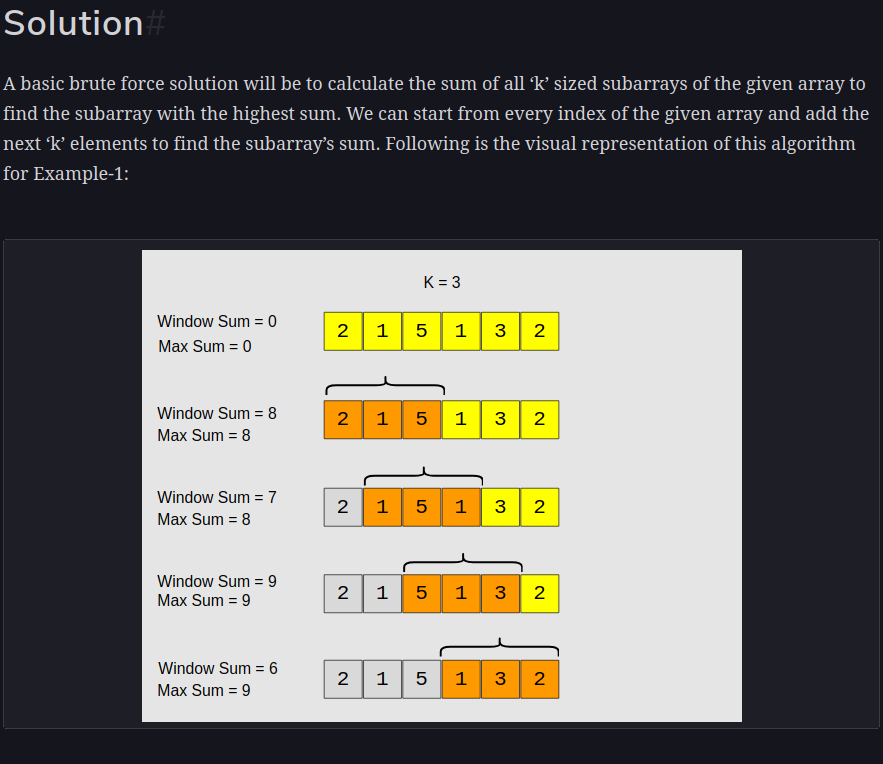 Solution#
A basic brute force solution will be to calculate the sum of all ‘k’ sized subarrays of the given array to
find the subarray with the highest sum. We can start from every index of the given array and add the
next ‘k’ elements to find the subarray’s sum. Following is the visual representation of this algorithm
for Example-1:
K = 3
Window Sum = 0
Max Sum = 0
2 1 5 1 3 2
Window Sum = 8
Max Sum = 8
2 1 5 1 3 2
Window Sum = 7
Max Sum = 8
2 1 5 1 3 2
Window Sum = 9
Max Sum = 9
2 1 5 1 3 2
Window Sum = 6
Max Sum = 9
2 1 5 1 3 2